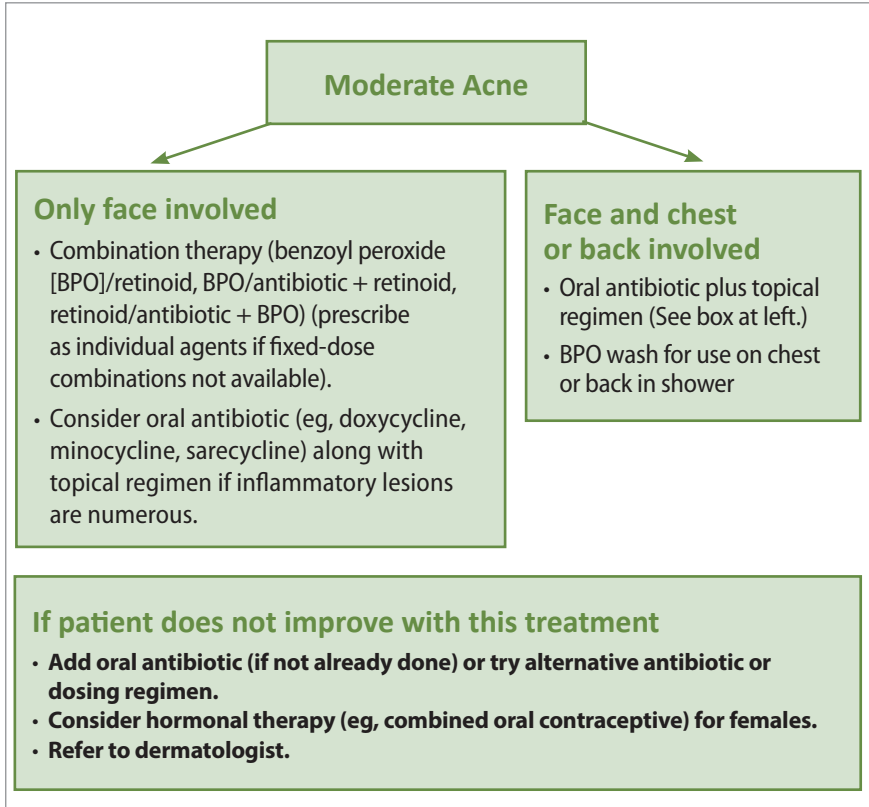 Moderate Acne
Only face involved
• Combination therapy (benzoyl peroxide
[BPO]/retinoid, BPO/antibiotic + retinoid,
retinoid/antibiotic + BPO) (prescribe
as individual agents if fixed-dose
combinations not available).
• Consider oral antibiotic (eg, doxycycline,
minocycline, sarecycline) along with
topical regimen if inflammatory lesions
are numerous.
Face and chest
or back involved
• Oral antibiotic plus topical
regimen (See box at left.)
• BPO wash for use on chest
or back in shower
If patient does not improve with this treatment
• Add oral antibiotic (if not already done) or try alternative antibiotic or
dosing regimen.
• Consider hormonal therapy (eg, combined oral contraceptive) for females.
• Refer to dermatologist.